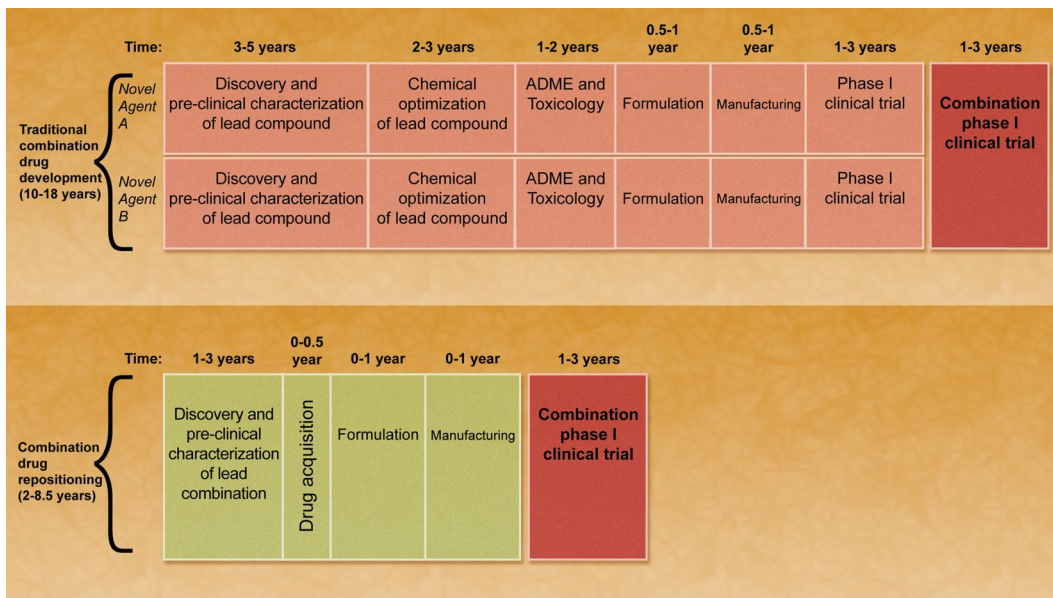 Time:
3-5 years
2-3 years
1-2 years
0.5-1
year
0.5-1
year
1-3 years
1-3 years
Traditional
combination
drug
development
(10-18 years)
Novel
Agent
A
Discovery and
pre-clinical characterization
of lead compound
Chemical
optimization
of lead compound
ADME and
Toxicology
Formulation
Manufacturing
Phase I
clinical trial
Combination
phase I
clinical trial
Novel
Agent
B
Discovery and
pre-clinical characterization
of lead compound
Chemical
optimization
of lead compound
ADME and
Toxicology
Formulation
Manufacturing
Phase I
clinical trial
Time:
1-3 years
0-0.5
year
0-1 year
0-1 year
1-3 years
Combination
drug
repositioning
(2-8.5 years)
Discovery and
pre-clinical
characterization
of lead
combination
Drug acquisition
Formulation
Manufacturing
Combination
phase I
clinical trial